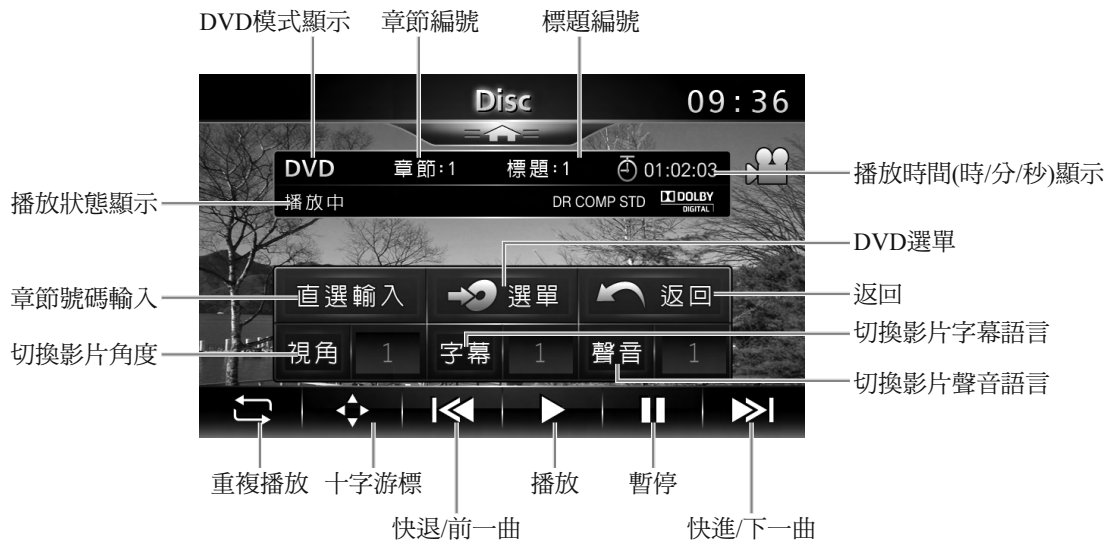 DVD模式顯示 章節編號 標題編號
Disc 09:36
DVD 章節:1 標題:1 01:02:03
播放時間(時/分/秒)顯示
播放狀態顯示
播放中 DR COMP STD DOLBY DIGITAL
DVD選單
章節號碼輸入
直選輸入 選單 返回
返回
切換影片字幕語言
切換影片角度
視角 1 字幕 1 聲音 1
切換影片聲音語言
重複播放 十字游標 播放 暫停
快退/前一曲 快進/下一曲